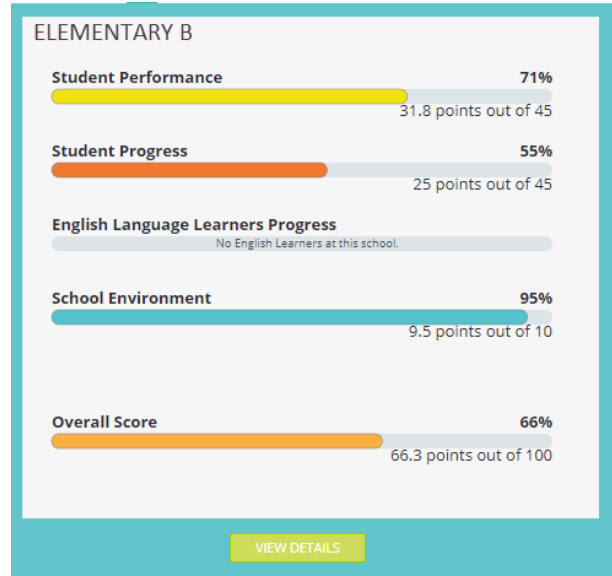 ELEMENTARY B
Student Performance 71%
31.8 points out of 45
Student Progress 55%
25 points out of 45
English Language Learners Progress
No English Learners at this school.
School Environment 95%
9.5 points out of 10
Overall Score 66%
66.3 points out of 100
VIEW DETAILS